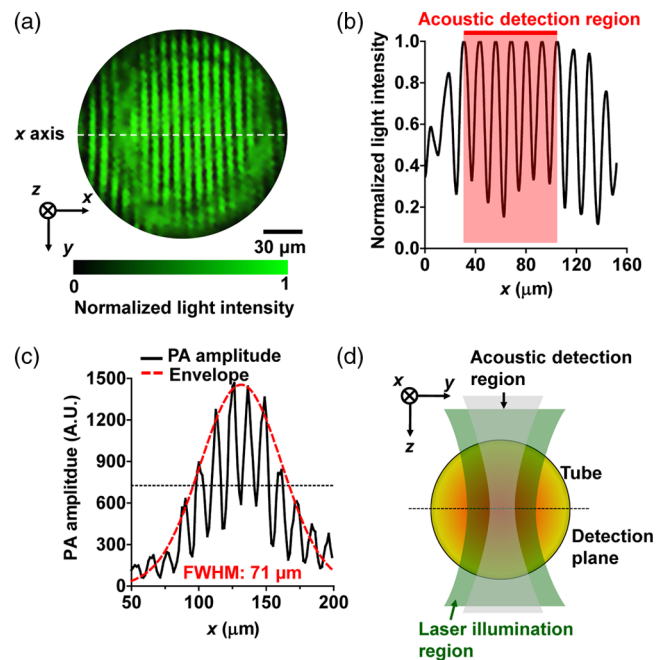 (a)
x axis
z
x
y
30 μm
0
1
Normalized light intensity
(b)
Acoustic detection region
Normalized light intensity
1.0
0.8
0.6
0.4
0.2
0.0
0
40
80
120
160
x (μm)
(c)
PA amplitude
Envelope
PA amplitdue (A.U.)
1500
1200
900
600
300
0
FWHM: 71 μm
50
100
150
200
x (μm)
(d)
x
y
z
Acoustic detection
region
Tube
Detection
plane
Laser illumination
region